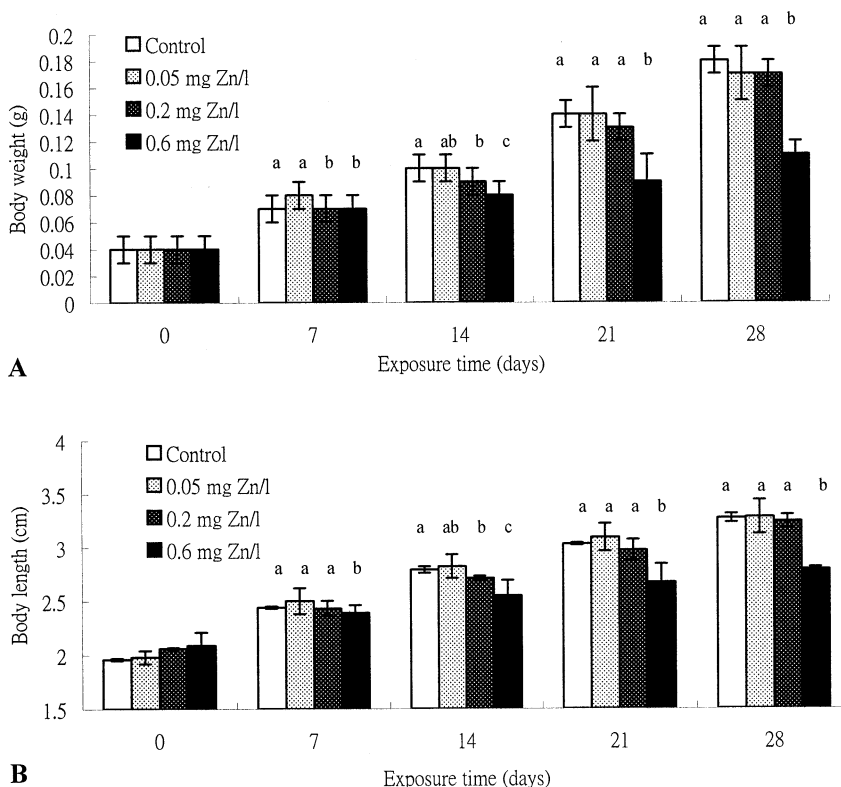 a a a b
0.2
Control
0.18
a a a b
0.05 mg Zn/l
0.16
0.2 mg Zn/l
0.14
0.6 mg Zn/l
a ab b c
0.12
a a b b
0.1
0.08
0.06
0.04
0.02
0
Body weight (g)
0 7 14 21 28
Exposure time (days)
A
4
Control
0.05 mg Zn/l
a a a b
3.5
0.2 mg Zn/l
a a a b
0.6 mg Zn/l
a ab b c
3
a a a b
2.5
2
1.5
Body length (cm)
0 7 14 21 28
B
Exposure time (days)